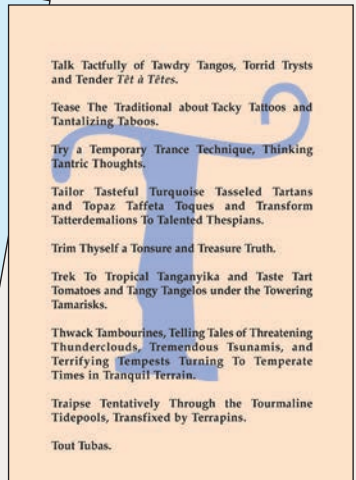 Talk Tactfully of Tawdry Tangos, Torrid Trysts
and Tender Têt à Têtes.
Tease The Traditional about Tacky Tattoos and
Tantalizing Taboos.
Try a Temporary Trance Technique, Thinking
Tantric Thoughts.
Tailor Tasteful Turquoise Tasseled Tartans
and Topaz Taffeta Toques and Transform
Tatterdemalions To Talented Thespians.
Trim Thyself a Tonsure and Treasure Truth.
Trek To Tropical Tanganyika and Taste Tart
Tomatoes and Tangy Tangelos under the Towering
Tamarisks.
Thwack Tambourines, Telling Tales of Threatening
Thunderclouds, Tremendous Tsunamis, and
Terrifying Tempests Turning To Temperate
Times in Tranquil Terrain.
Traipse Tentatively Through the Tourmaline
Tidepools, Transfixed by Terrapins.
Tout Tubas.
T